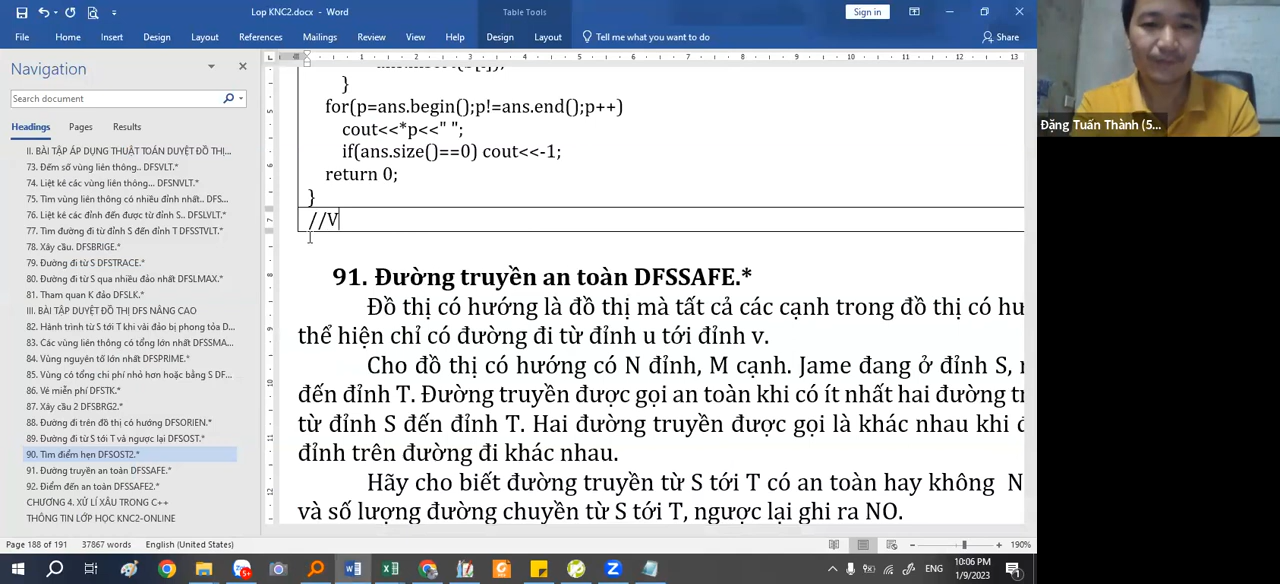 Lop KNC2.docx - Word
Table Tools
Sign in
File Home Insert Design Layout References Mailings Review View Help Design Layout Tell me what you want to do Share
Navigation
Search document
Headings Pages Results
II. BÀI TẬP ÁP DỤNG THUẬT TOÁN DUYỆT ĐỒ THỊ...
73. Đếm số vùng liên thông.. DFSVLT.*
74. Liệt kê các vùng liên thông... DFSNVLT.*
75. Tìm vùng liên thông có nhiều đỉnh nhất.. DFS...
76. Liệt kê các đỉnh đến được từ đỉnh S.. DFSLVLT.*
77. Tìm đường đi từ đỉnh S đến đỉnh T DFSSTVLT.*
78. Xây cầu. DFSBRIGE.*
79. Đường đi từ S DFSTRACE.*
80. Đường đi từ S qua nhiều đảo nhất DFSLMAX.*
81. Tham quan K đảo DFSLK.*
III. BÀI TẬP DUYỆT ĐỒ THỊ DFS NÂNG CAO
82. Hành trình từ S tới T khi vài đảo bị phong tỏa D...
83. Các vùng liên thông có tổng lớn nhất DFSSMA...
84. Vùng nguyên tố lớn nhất DFSPRIME.*
85. Vùng có tổng chi phí nhỏ hơn hoặc bằng S DF...
86. Vé miễn phí DFSTK.*
87. Xây cầu 2 DFSBRG2.*
88. Đường đi trên đồ thị có hướng DFSORIEN.*
89. Đường đi từ S tới T và ngược lại DFSOST.*
90. Tìm điểm hẹn DFSOST2.*
91. Đường truyền an toàn DFSSAFE.*
92. Điểm đến an toàn DFSSAFE2.*
CHƯƠNG 4. XỬ LÍ XÂU TRONG C++
THÔNG TIN LỚP HỌC KNC2-ONLINE
}
for(p=ans.begin();p!=ans.end();p++)
cout<<*p<<" ";
if(ans.size()==0) cout<<-1;
return 0;
}
//V
91. Đường truyền an toàn DFSSAFE.*
Đồ thị có hướng là đồ thị mà tất cả các cạnh trong đồ thị có hư
thể hiện chỉ có đường đi từ đỉnh u tới đỉnh v.
Cho đồ thị có hướng có N đỉnh, M cạnh. Jame đang ở đỉnh S,
đến đỉnh T. Đường truyền được gọi an toàn khi có ít nhất hai đường
từ đỉnh S đến đỉnh T. Hai đường truyền được gọi là khác nhau khi
đỉnh trên đường đi khác nhau.
Hãy cho biết đường truyền từ S tới T có an toàn hay không N
và số lượng đường chuyền từ S tới T, ngược lại ghi ra NO.
Đặng Tuấn Thành (5...
Page 188 of 191 37867 words English (United States) 190%
ENG 10:06 PM
1/9/2023